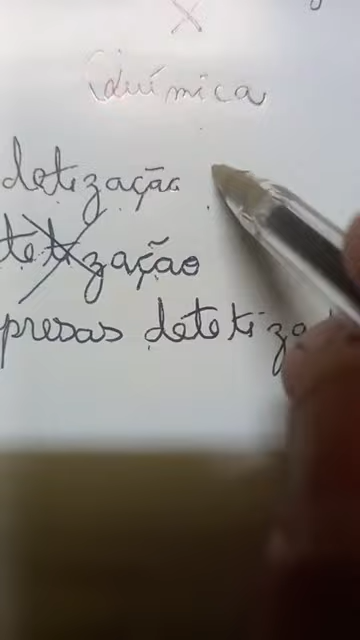 X
Química
detização
tetização
presas detetiza